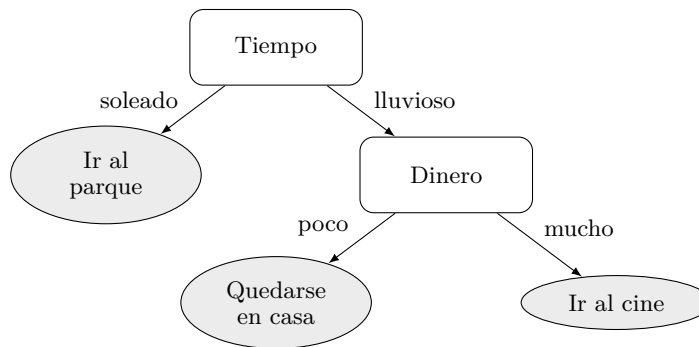 Tiempo
soleado
lluvioso
Ir al
parque
Dinero
poco
mucho
Quedarse
en casa
Ir al cine